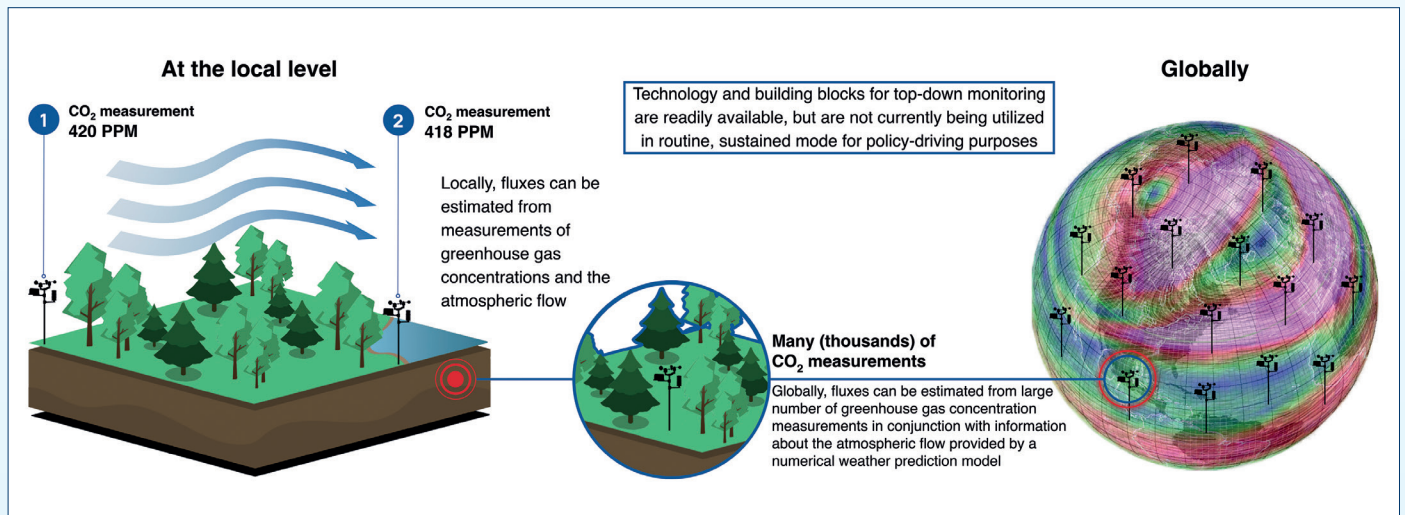 At the local level
1
CO₂ measurement
420 PPM
2
CO₂ measurement
418 PPM
Locally, fluxes can be
estimated from
measurements of
greenhouse gas
concentrations and the
atmospheric flow
Technology and building blocks for top-down monitoring
are readily available, but are not currently being utilized
in routine, sustained mode for policy-driving purposes
Many (thousands) of
CO₂ measurements
Globally, fluxes can be estimated from large
number of greenhouse gas concentration
measurements in conjunction with information
about the atmospheric flow provided by a
numerical weather prediction model
Globally